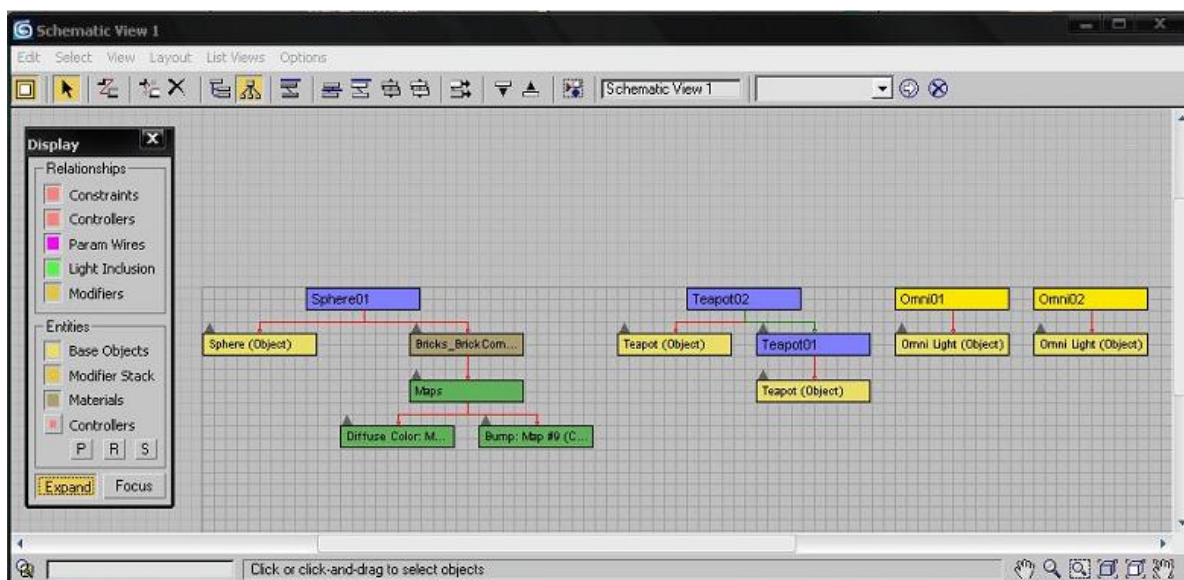 Schematic View 1
Edit Select View Layout List Views Options
Schematic View 1
Display
Relationships
Constraints
Controllers
Param Wires
Light Inclusion
Modifiers
Entities
Base Objects
Modifier Stack
Materials
Controllers
P R S
Expand Focus
Sphere01 Teapot02 Omni01 Omni02
Sphere (Object) Bricks_BrickCom... Teapot (Object) Teapot01 Omni Light (Object) Omni Light (Object)
Maps Teapot (Object)
Diffuse Color: M... Bump: Map #9 (C...
Click or click-and-drag to select objects